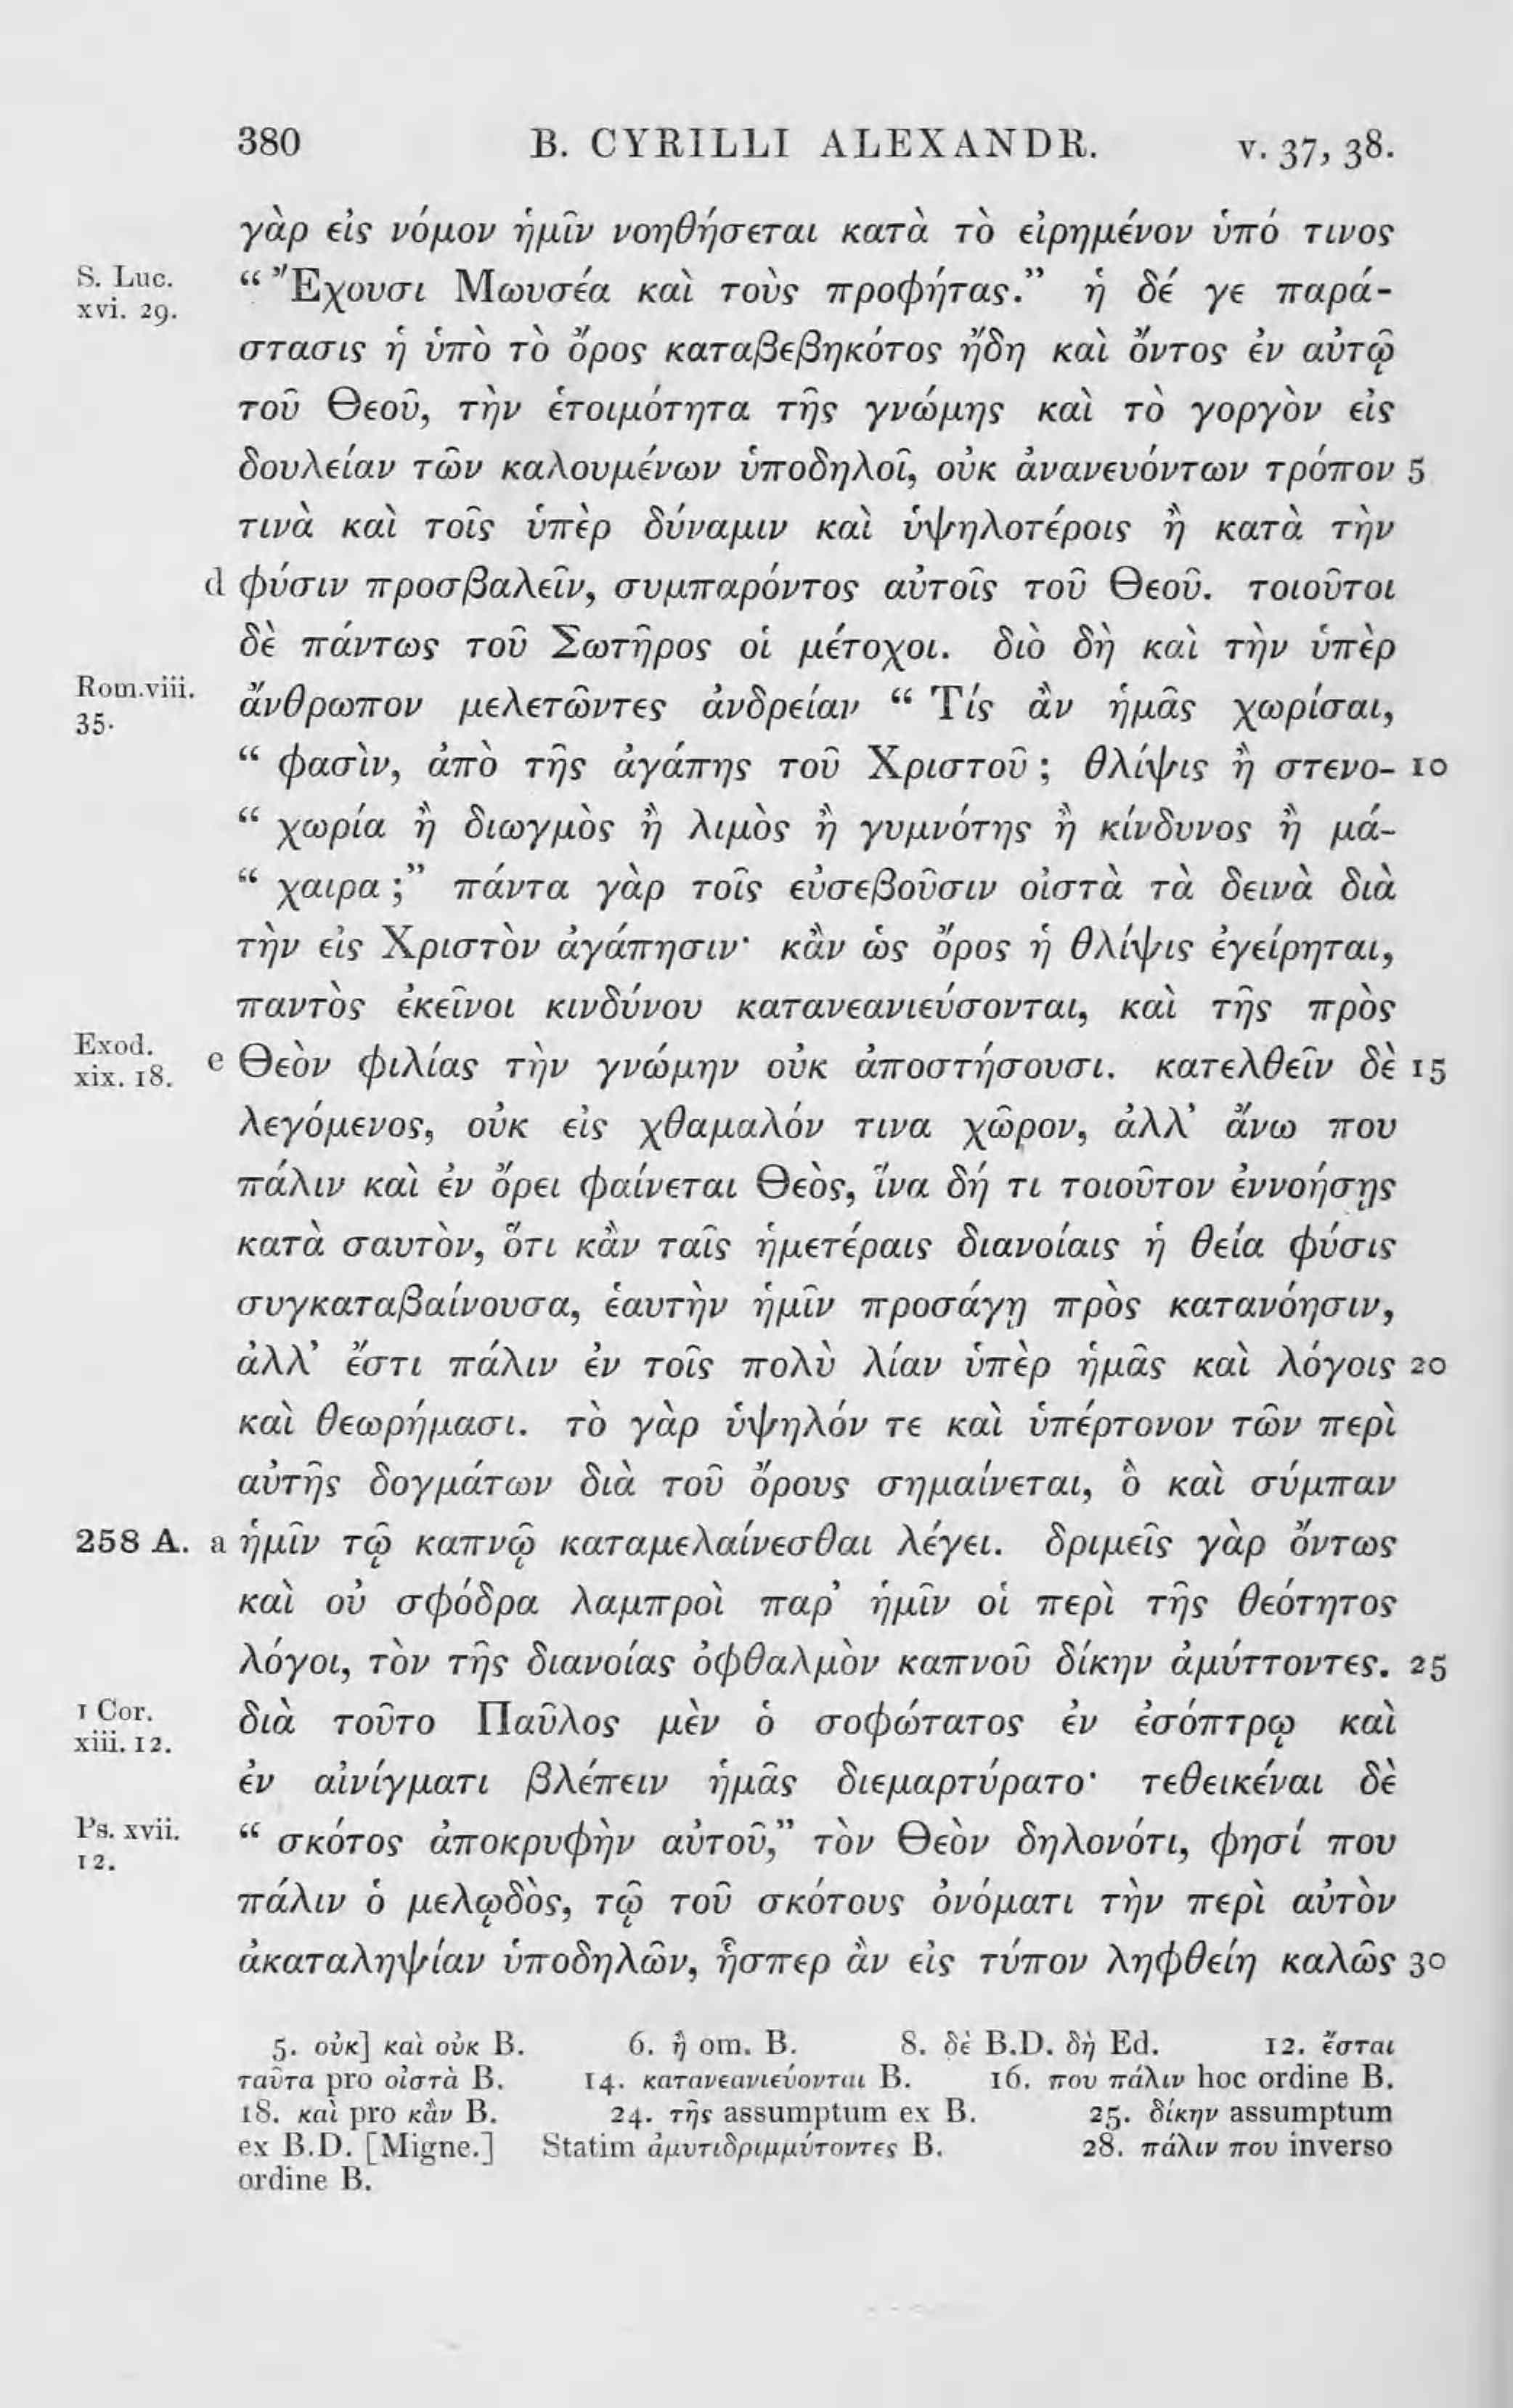 380 B. CYRILLI ALEXANDR. v. 37, 38.
γὰρ εἰς νόμον ἡμῖν νοηθήσεται κατὰ τὸ εἰρημένον ὑπό τινος
S. Luc. xvi. 29. “ Ἔχουσι Μωυσέα καὶ τοὺς προφήτας.” ἡ δέ γε παρά-
στασις ἡ ὑπὸ τὸ ὄρος καταβεβηκότος ἤδη καὶ ὄντος ἐν αὐτῷ
τοῦ Θεοῦ, τὴν ἑτοιμότητα τῆς γνώμης καὶ τὸ γοργὸν εἰς
δουλείαν τῶν καλουμένων ὑποδηλοῖ, οὐκ ἀνανευόντων τρόπον 5
τινὰ καὶ τοῖς ὑπὲρ δύναμιν καὶ ὑψηλοτέροις ἢ κατὰ τὴν
d φύσιν προσβαλεῖν, συμπαρόντος αὐτοῖς τοῦ Θεοῦ. τοιοῦτοι
δὲ πάντως τοῦ Σωτῆρος οἱ μέτοχοι. διὸ δὴ καὶ τὴν ὑπὲρ
Rom. viii. 35. ἄνθρωπον μελετῶντες ἀνδρείαν “ Τίς ἂν ἡμᾶς χωρίσαι,
“ φασὶν, ἀπὸ τῆς ἀγάπης τοῦ Χριστοῦ ; θλίψις ἢ στενο- 10
“ χωρία ἢ διωγμὸς ἢ λιμὸς ἢ γυμνότης ἢ κίνδυνος ἢ μά-
“ χαιρα ;” πάντα γὰρ τοῖς εὐσεβοῦσιν οἰστὰ τὰ δεινὰ διὰ
τὴν εἰς Χριστὸν ἀγάπησιν· κἂν ὡς ὄρος ἡ θλίψις ἐγείρηται,
παντὸς ἐκεῖνοι κινδύνου κατανεανιεύσονται, καὶ τῆς πρὸς
Exod. xix. 18. e Θεὸν φιλίας τὴν γνώμην οὐκ ἀποστήσουσι. κατελθεῖν δὲ 15
λεγόμενος, οὐκ εἰς χθαμαλόν τινα χῶρον, ἀλλ’ ἄνω που
πάλιν καὶ ἐν ὄρει φαίνεται Θεὸς, ἵνα δή τι τοιοῦτον ἐννοήσῃς
κατὰ σαυτὸν, ὅτι κἂν ταῖς ἡμετέραις διανοίαις ἡ θεία φύσις
συγκαταβαίνουσα, ἑαυτὴν ἡμῖν προσάγῃ πρὸς κατανόησιν,
ἀλλ’ ἔστι πάλιν ἐν τοῖς πολὺ λίαν ὑπὲρ ἡμᾶς καὶ λόγοις 20
καὶ θεωρήμασι. τὸ γὰρ ὑψηλόν τε καὶ ὑπέρτονον τῶν περὶ
αὐτῆς δογμάτων διὰ τοῦ ὄρους σημαίνεται, ὃ καὶ σύμπαν
258 A. a ἡμῖν τῷ καπνῷ καταμελαίνεσθαι λέγει. δριμεῖς γὰρ ὄντως
καὶ οὐ σφόδρα λαμπροὶ παρ’ ἡμῖν οἱ περὶ τῆς θεότητος
λόγοι, τὸν τῆς διανοίας ὀφθαλμὸν καπνοῦ δίκην ἀμύττοντες. 25
1 Cor. xiii. 12. διὰ τοῦτο Παῦλος μὲν ὁ σοφώτατος ἐν ἐσόπτρῳ καὶ
ἐν αἰνίγματι βλέπειν ἡμᾶς διεμαρτύρατο· τεθεικέναι δὲ
Ps. xvii. 12. “ σκότος ἀποκρυφὴν αὐτοῦ,” τὸν Θεὸν δηλονότι, φησί που
πάλιν ὁ μελῳδὸς, τῷ τοῦ σκότους ὀνόματι τὴν περὶ αὐτὸν
ἀκαταληψίαν ὑποδηλῶν, ἧσπερ ἂν εἰς τύπον ληφθείη καλῶς 30
5. οὐκ] καὶ οὐκ B. 6. ἢ om. B. 8. δὲ B.D. δὴ Ed. 12. ἔσται
ταῦτα pro οἰστὰ B. 14. κατανεανιεύονται B. 16. που πάλιν hoc ordine B.
18. καὶ pro κἂν B. 24. τῆς assumptum ex B. 25. δίκην assumptum
ex B.D. [Migne.] Statim ἀμυτιδριμμύτοντες B. 28. πάλιν που inverso
ordine B.